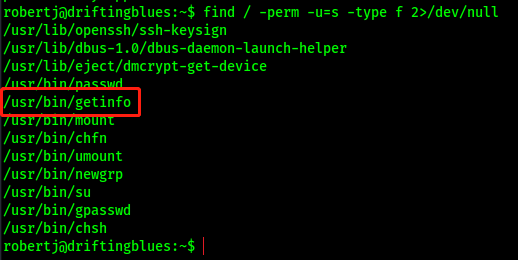 robertj@driftingblues:~$ find / -perm -u=s -type f 2>/dev/null
/usr/lib/openssh/ssh-keysign
/usr/lib/dbus-1.0/dbus-daemon-launch-helper
/usr/lib/eject/dmcrypt-get-device
/usr/bin/passwd
/usr/bin/getinfo
/usr/bin/mount
/usr/bin/chfn
/usr/bin/umount
/usr/bin/newgrp
/usr/bin/su
/usr/bin/gpasswd
/usr/bin/chsh
robertj@driftingblues:~$